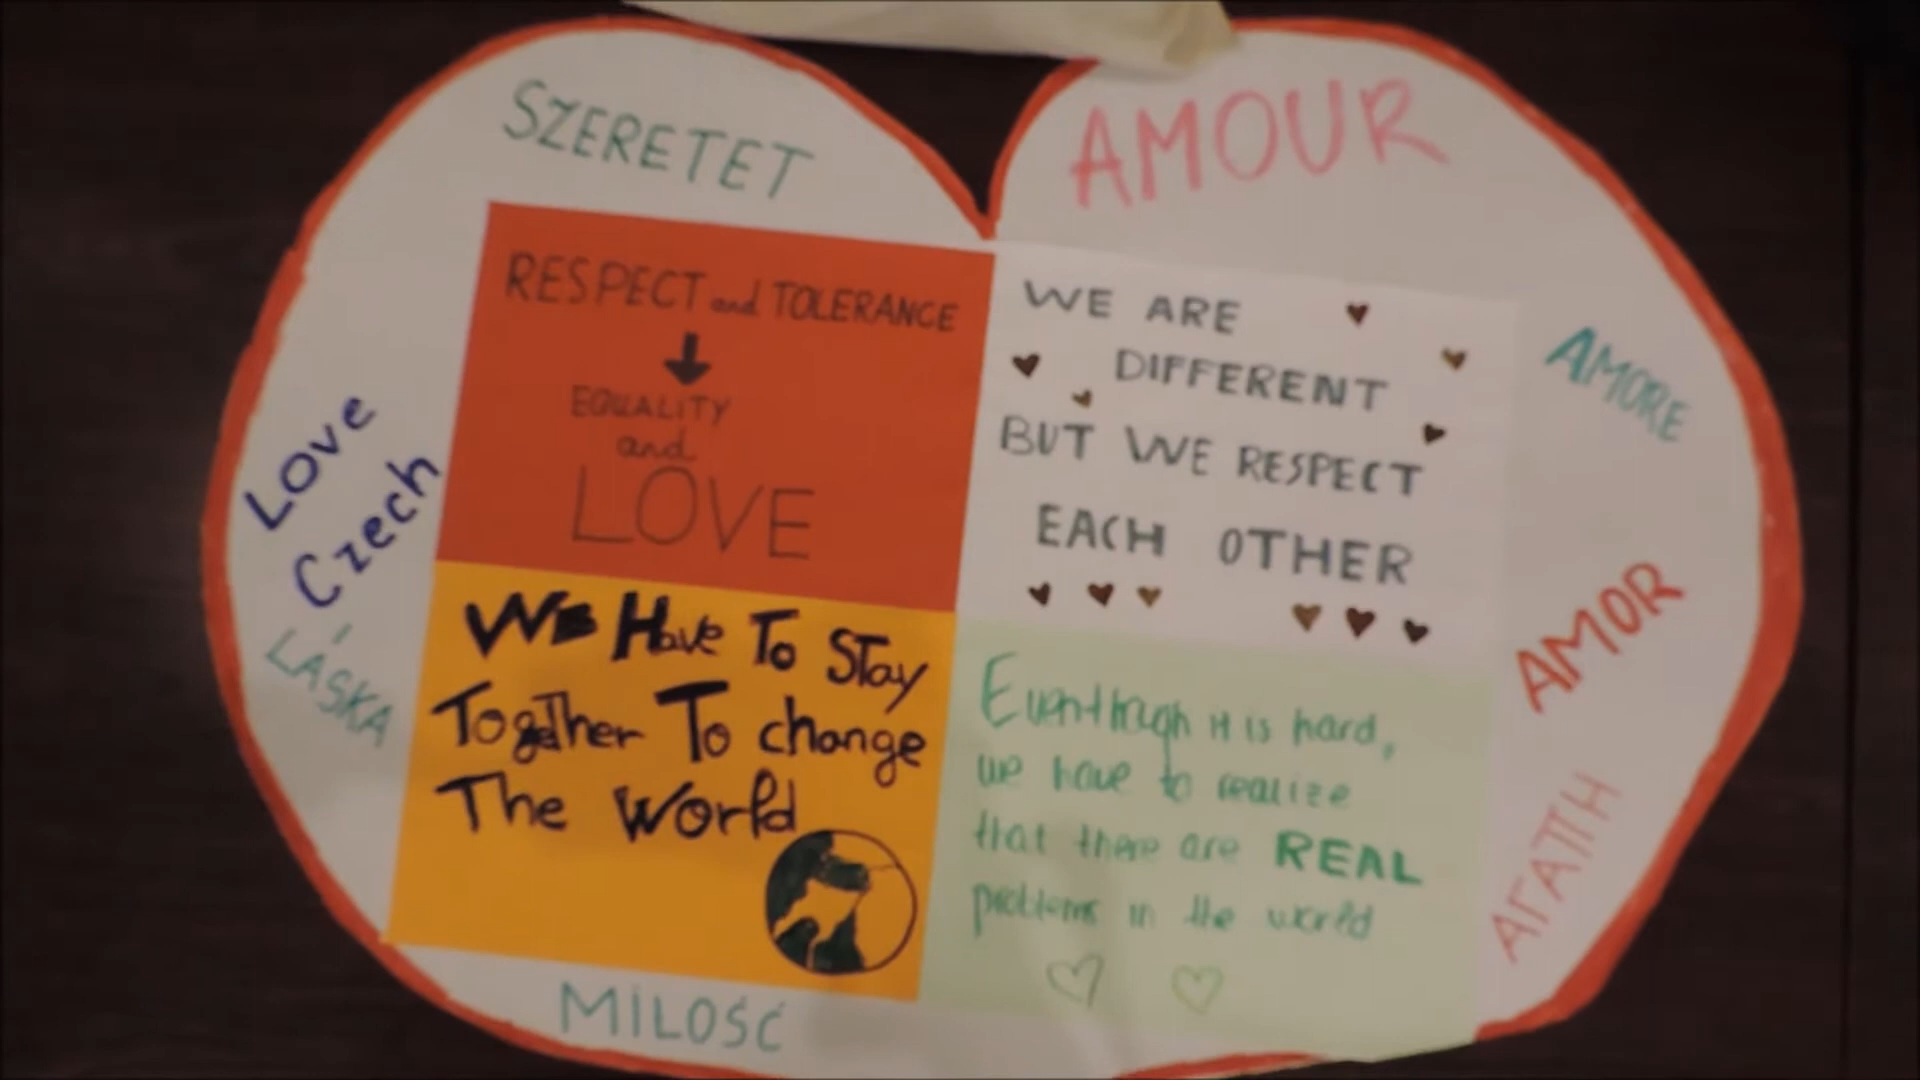 SZERETET
AMOUR
RESPECT and TOLERANCE
EQUALITY
and
LOVE
WE ARE
DIFFERENT
BUT WE RESPECT
EACH OTHER
AMORE
Love
Czech
LÁSKA
WE Have To STay
TogeTher To change
The World
Eventhough it is hard,
we have to realize
that there are REAL
problems in the world
AMOR
ΑΓΑΠΗ
MIŁOŚĆ